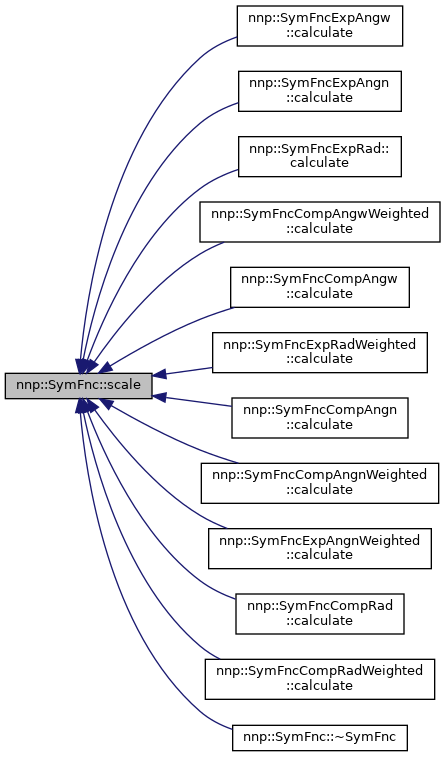 nnp::SymFncExpAngw
::calculate
nnp::SymFncExpAngn
::calculate
nnp::SymFncExpRad::
calculate
nnp::SymFncCompAngwWeighted
::calculate
nnp::SymFncCompAngw
::calculate
nnp::SymFncExpRadWeighted
::calculate
nnp::SymFnc::scale
nnp::SymFncCompAngn
::calculate
nnp::SymFncCompAngnWeighted
::calculate
nnp::SymFncExpAngnWeighted
::calculate
nnp::SymFncCompRad
::calculate
nnp::SymFncCompRadWeighted
::calculate
nnp::SymFnc::~SymFnc